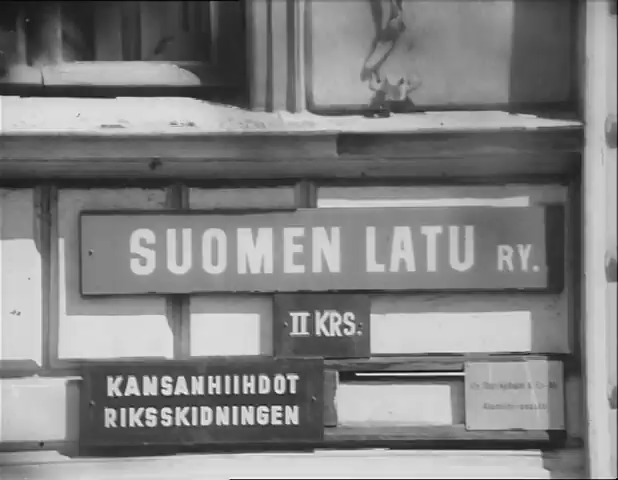 SUOMEN LATU RY.
II KRS.
KANSANHIIHDOT
RIKSSKIDNINGEN